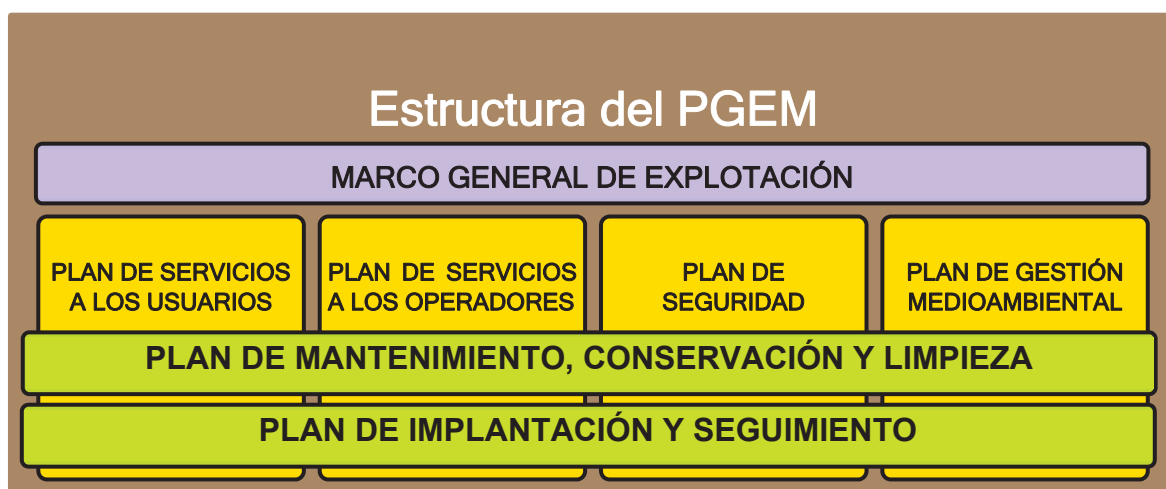 Estructura del PGEM
MARCO GENERAL DE EXPLOTACIÓN
PLAN DE SERVICIOS
A LOS USUARIOS
PLAN DE SERVICIOS
A LOS OPERADORES
PLAN DE
SEGURIDAD
PLAN DE GESTIÓN
MEDIOAMBIENTAL
PLAN DE MANTENIMIENTO, CONSERVACIÓN Y LIMPIEZA
PLAN DE IMPLANTACIÓN Y SEGUIMIENTO